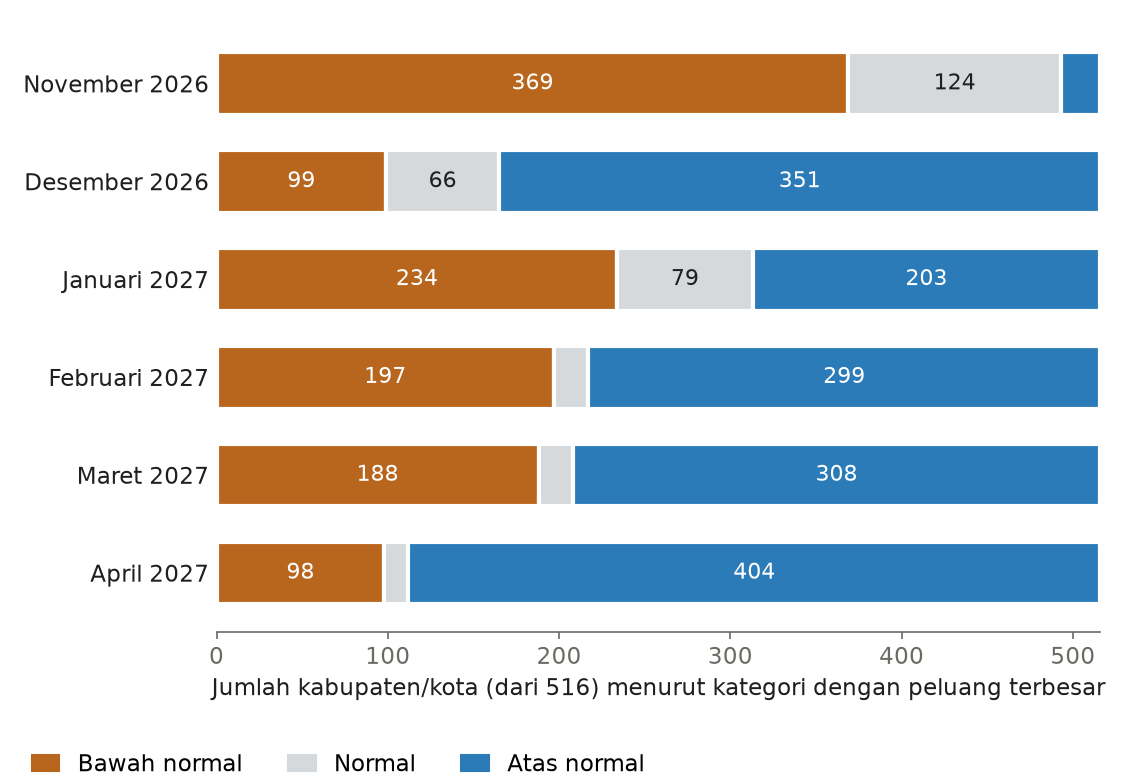 November 2026 369 124
Desember 2026 99 66 351
Januari 2027 234 79 203
Februari 2027 197 299
Maret 2027 188 308
April 2027 98 404
0 100 200 300 400 500
Jumlah kabupaten/kota (dari 516) menurut kategori dengan peluang terbesar
Bawah normal Normal Atas normal